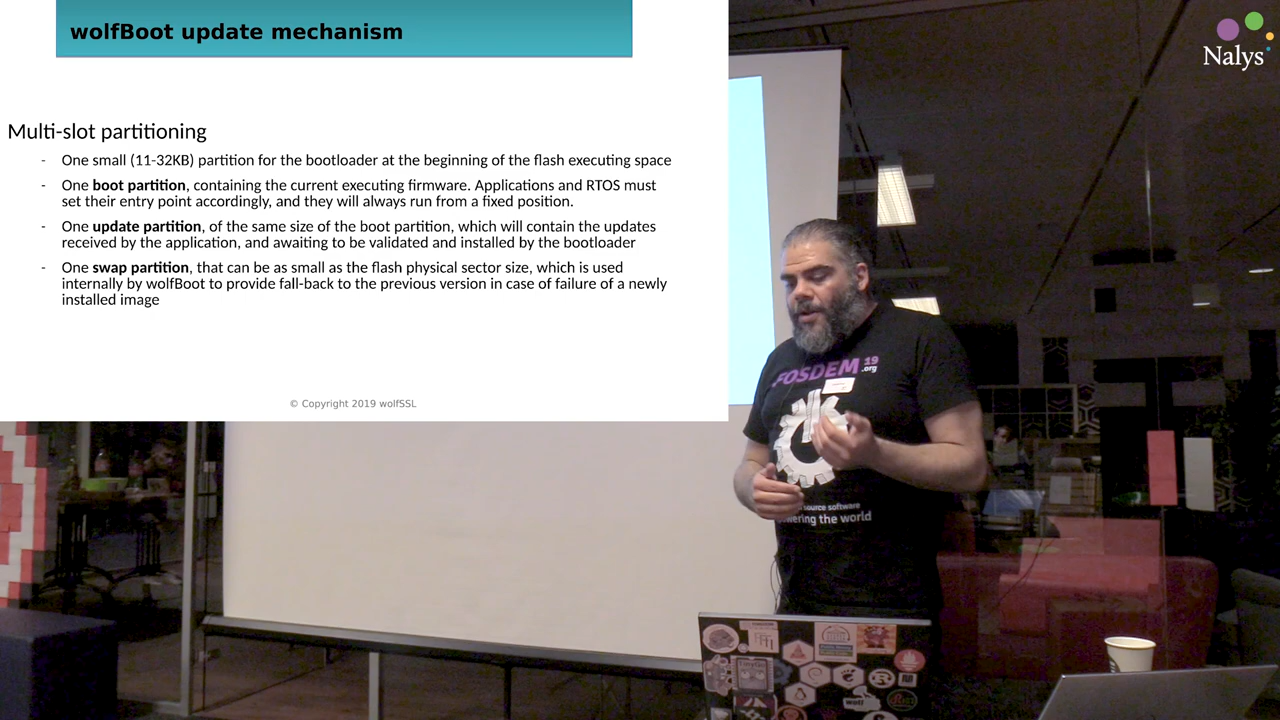 wolfBoot update mechanism
Nalys
Multi-slot partitioning
- One small (11-32KB) partition for the bootloader at the beginning of the flash executing space
- One boot partition, containing the current executing firmware. Applications and RTOS must
set their entry point accordingly, and they will always run from a fixed position.
- One update partition, of the same size of the boot partition, which will contain the updates
received by the application, and awaiting to be validated and installed by the bootloader
- One swap partition, that can be as small as the flash physical sector size, which is used
internally by wolfBoot to provide fall-back to the previous version in case of failure of a newly
installed image
© Copyright 2019 wolfSSL
FOSDEM 19
.org
source software
wering the world